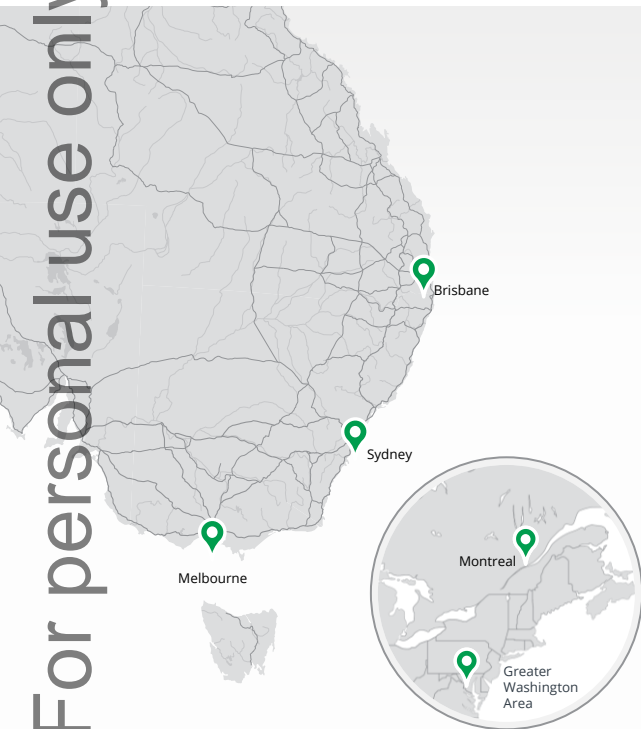 For personal use only
Brisbane
Sydney
Melbourne
Montreal
Greater
Washington
Area